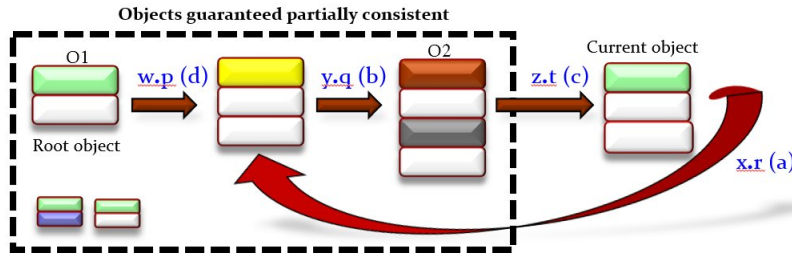 Objects guaranteed partially consistent
O1
w.p (d)
y.q (b)
O2
z.t (c)
Current object
Root object
x.r (a)